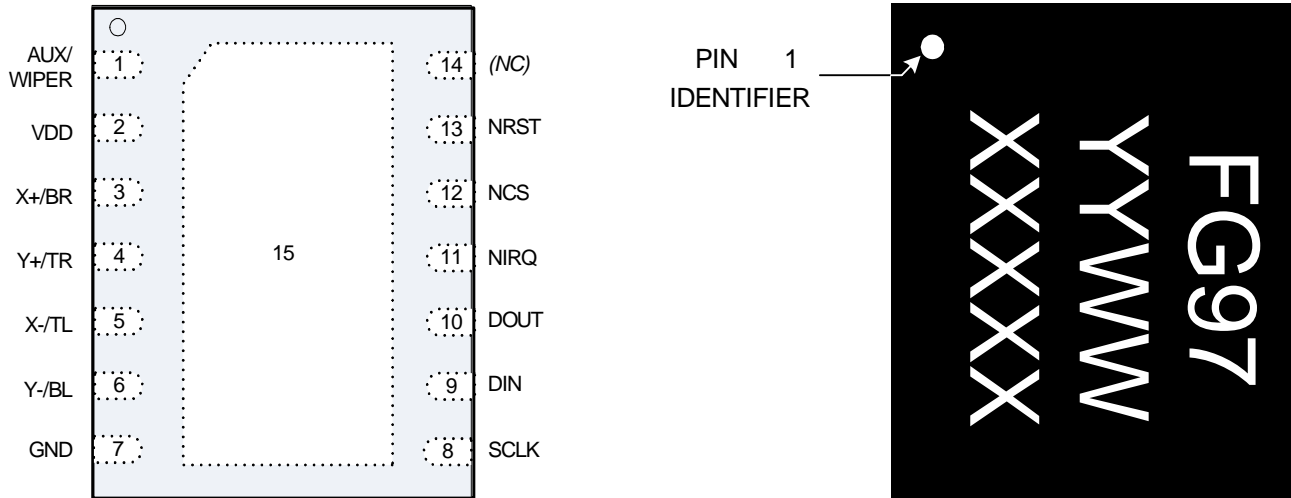 AUX/
WIPER
1
14
(NC)
VDD
2
13
NRST
X+/BR
3
12
NCS
Y+/TR
4
15
11
NIRQ
X-/TL
5
10
DOUT
Y-/BL
6
9
DIN
GND
7
8
SCLK
PIN 1
IDENTIFIER
FG97
YYWW
XXXXX